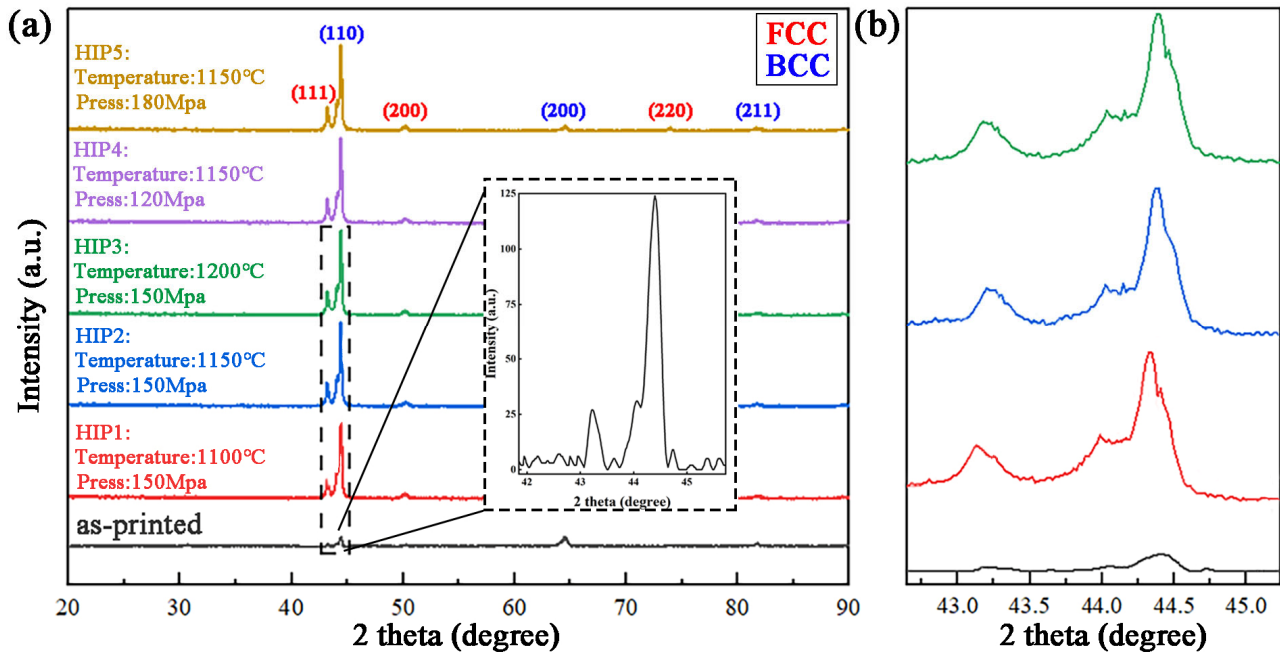 (a)
FCC
BCC
HIP5:
Temperature:1150℃
Press:180Mpa
(111)
(110)
(200)
(200)
(220)
(211)
HIP4:
Temperature:1150℃
Press:120Mpa
HIP3:
Temperature:1200℃
Press:150Mpa
HIP2:
Temperature:1150℃
Press:150Mpa
HIP1:
Temperature:1100℃
Press:150Mpa
as-printed
Intensity (a.u.)
20 30 40 50 60 70 80 90
2 theta (degree)
125
100
75
50
25
0
Intensity (a.u.)
42 43 44 45
2 theta (degree)
(b)
43.0 43.5 44.0 44.5 45.0
2 theta (degree)